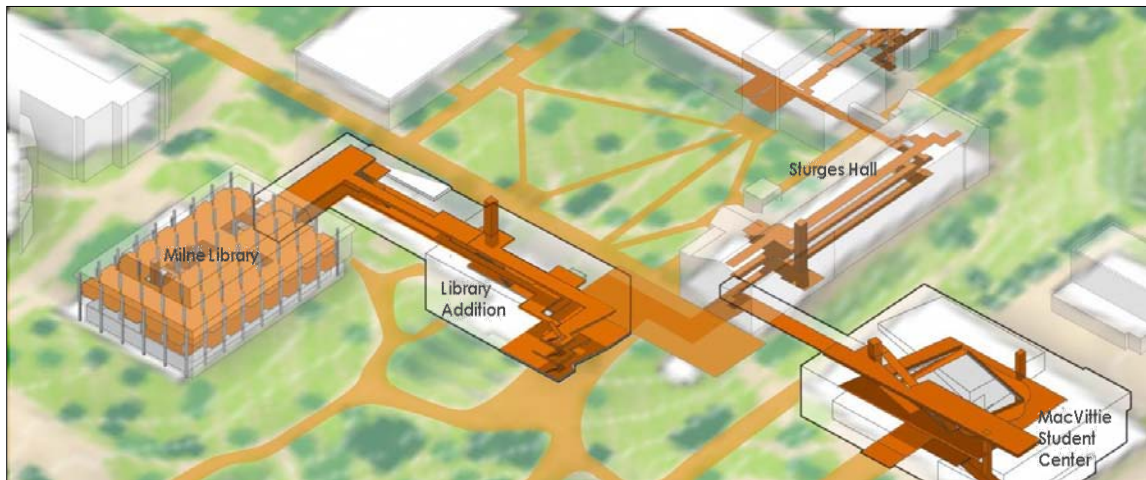 Sturges Hall
Milne Library
Library
Addition
MacVittie
Student
Center